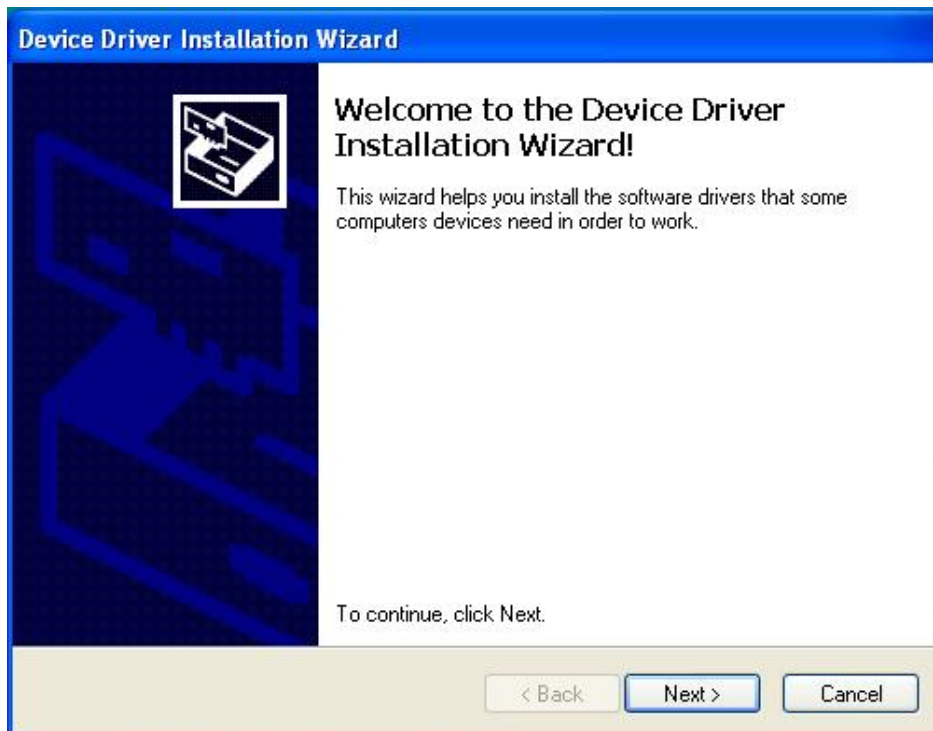 Device Driver Installation Wizard
Welcome to the Device Driver
Installation Wizard!
This wizard helps you install the software drivers that some
computers devices need in order to work.
To continue, click Next.
< Back
Next >
Cancel